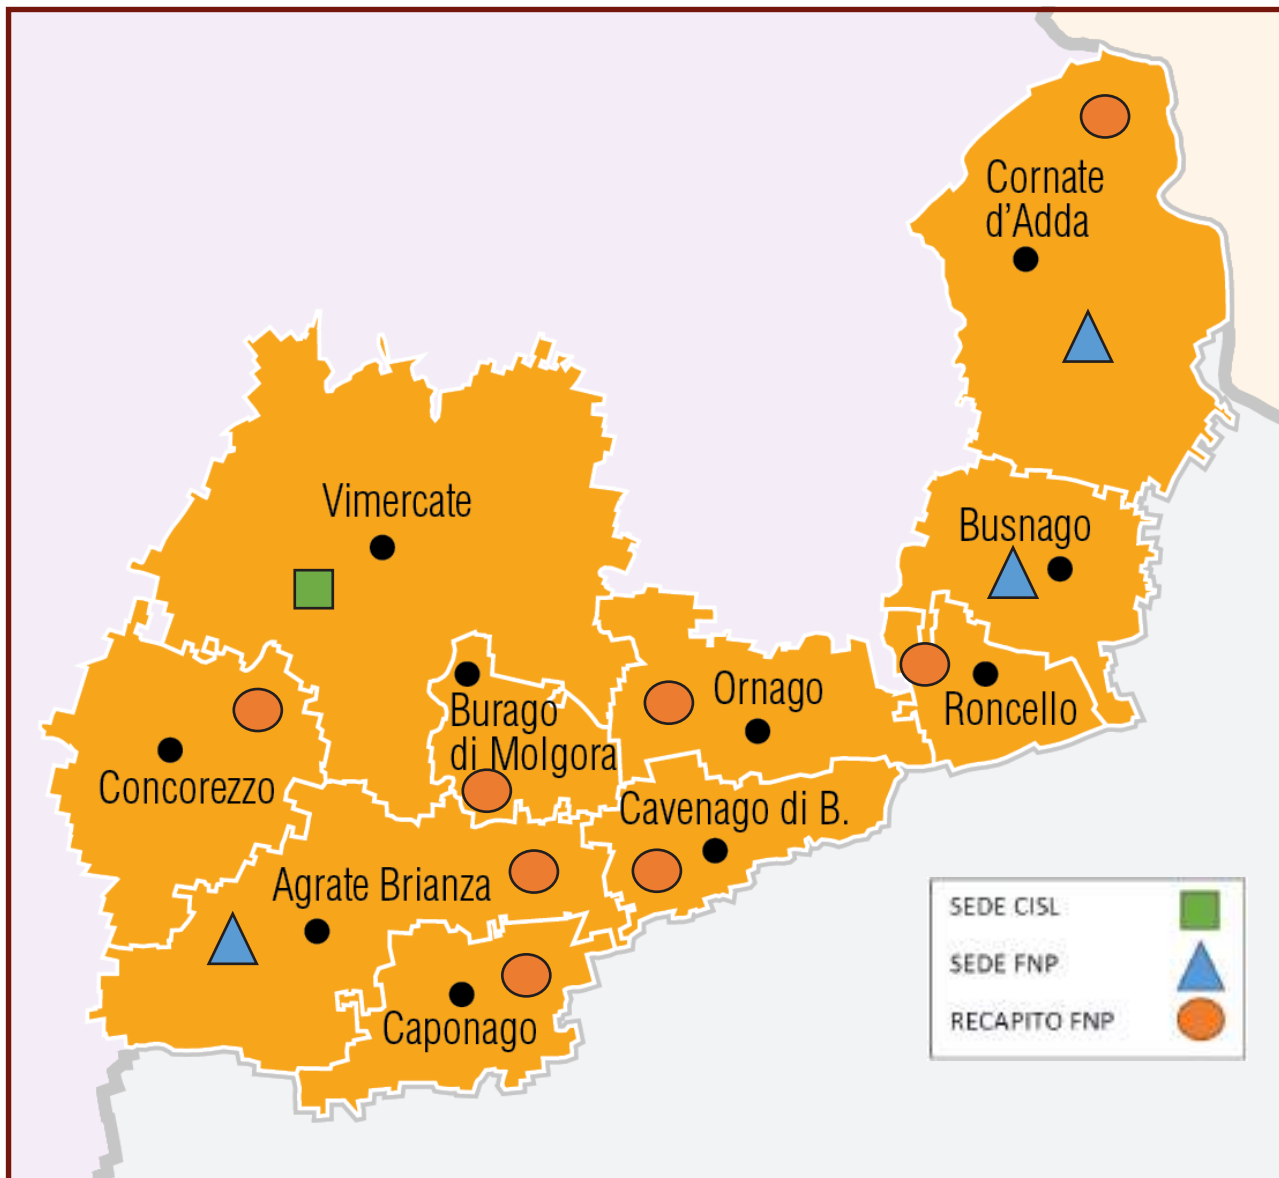 Cornate
d'Adda
Vimercate
Busnago
Burago
di Molgora
Ornago
Roncello
Concorezzo
Cavenago di B.
Agrate Brianza
Caponago
SEDE CISL
SEDE FNP
RECAPITO FNP